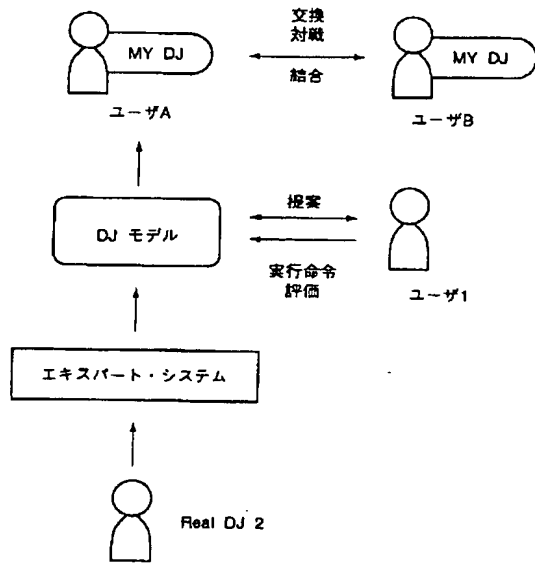 MY DJ
交換
対戦
結合
MY DJ
ユーザA
ユーザB
DJ モデル
提案
実行命令
評価
ユーザ1
エキスパート・システム
Real DJ 2